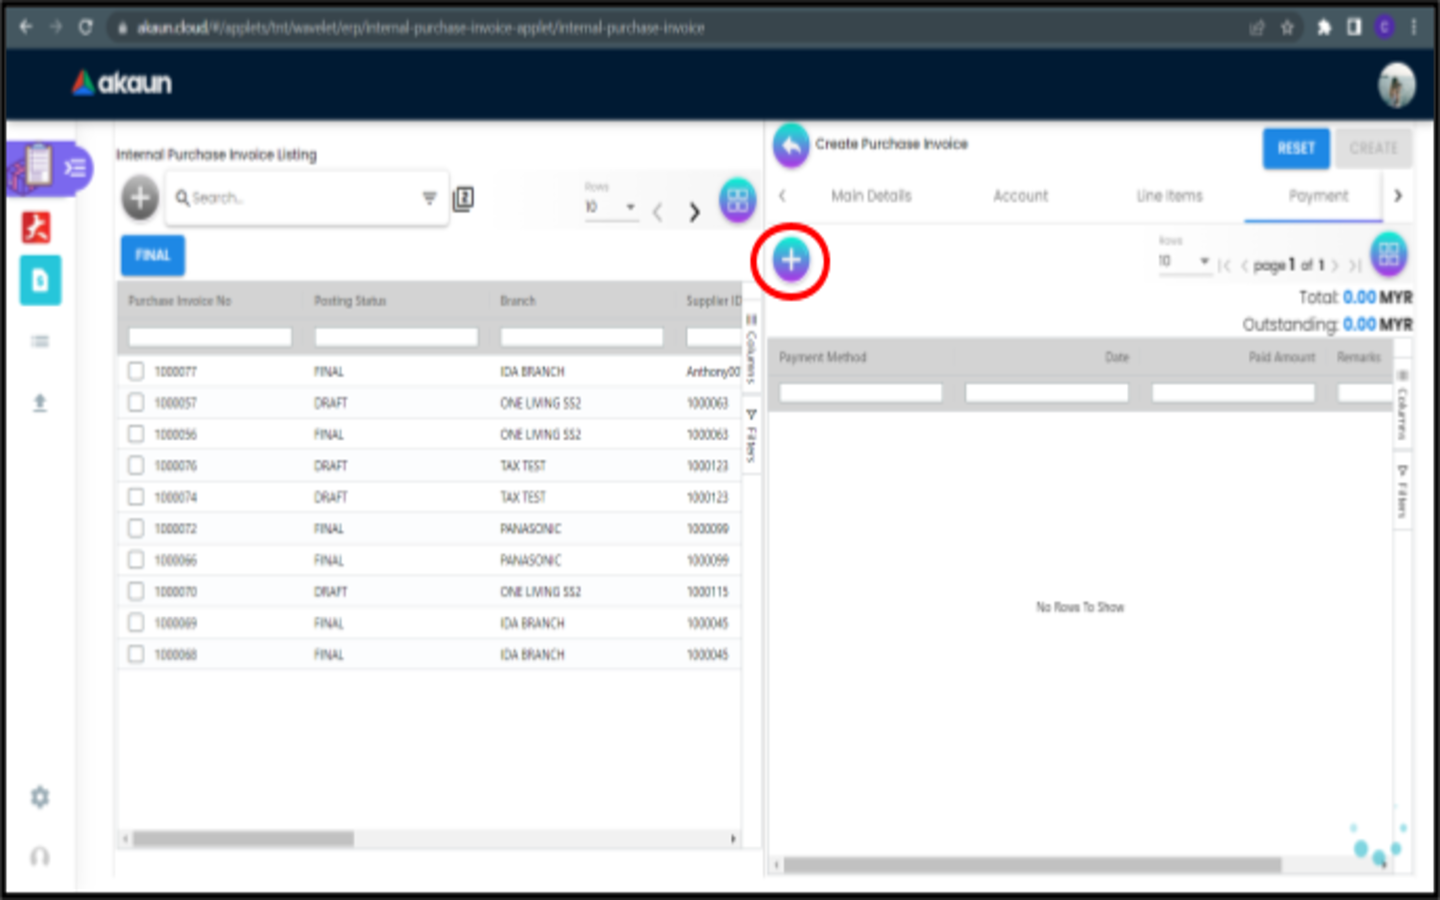 akaun.cloud/#/applets/tnt/wavelet/erp/internal-purchase-invoice-applet/internal-purchase-invoice
akaun
Internal Purchase Invoice Listing
Search...
2
Rows
10
FINAL
Purchase Invoice No Posting Status Branch Supplier ID
1000077 FINAL IDA BRANCH Anthony00
1000057 DRAFT ONE LIVING SS2 1000063
1000056 FINAL ONE LIVING SS2 1000063
1000076 DRAFT TAX TEST 1000123
1000074 DRAFT TAX TEST 1000123
1000072 FINAL PANASONIC 1000099
1000066 FINAL PANASONIC 1000099
1000070 DRAFT ONE LIVING SS2 1000115
1000069 FINAL IDA BRANCH 1000045
1000068 FINAL IDA BRANCH 1000045
Columns
Filters
Create Purchase Invoice
RESET CREATE
Main Details Account Line Items Payment
Rows
10
page 1 of 1
Total: 0.00 MYR
Outstanding: 0.00 MYR
Payment Method Date Paid Amount Remarks
No Rows To Show
Columns
Filters